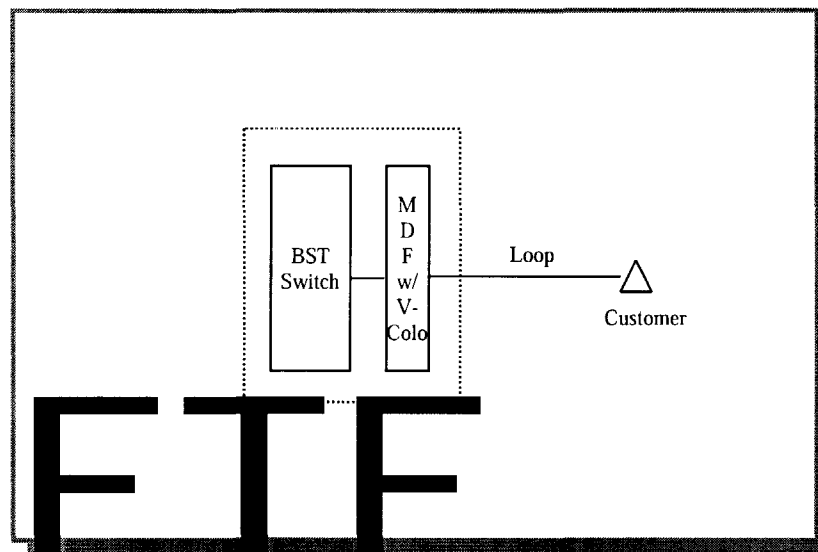 BST
Switch
M
D
F
w/
V-
Colo
Loop
Customer
FTF